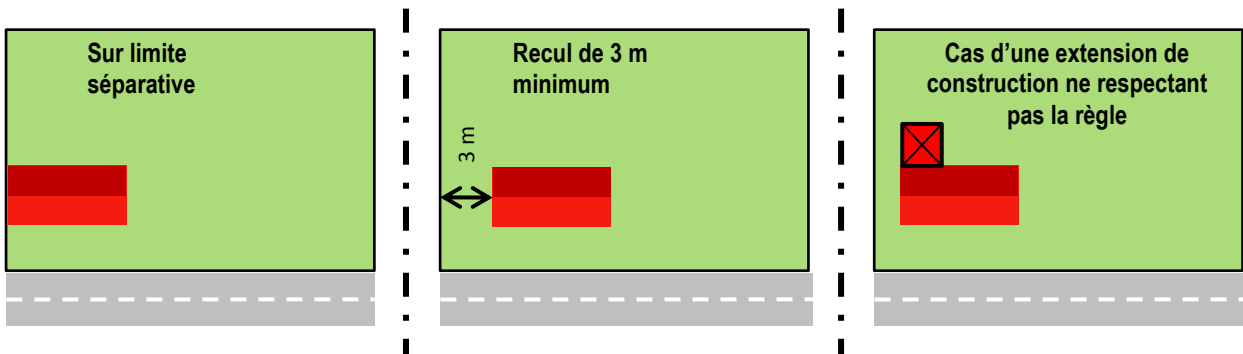 Sur limite
séparative
Recul de 3 m
minimum
3 m
Cas d’une extension de
construction ne respectant
pas la règle